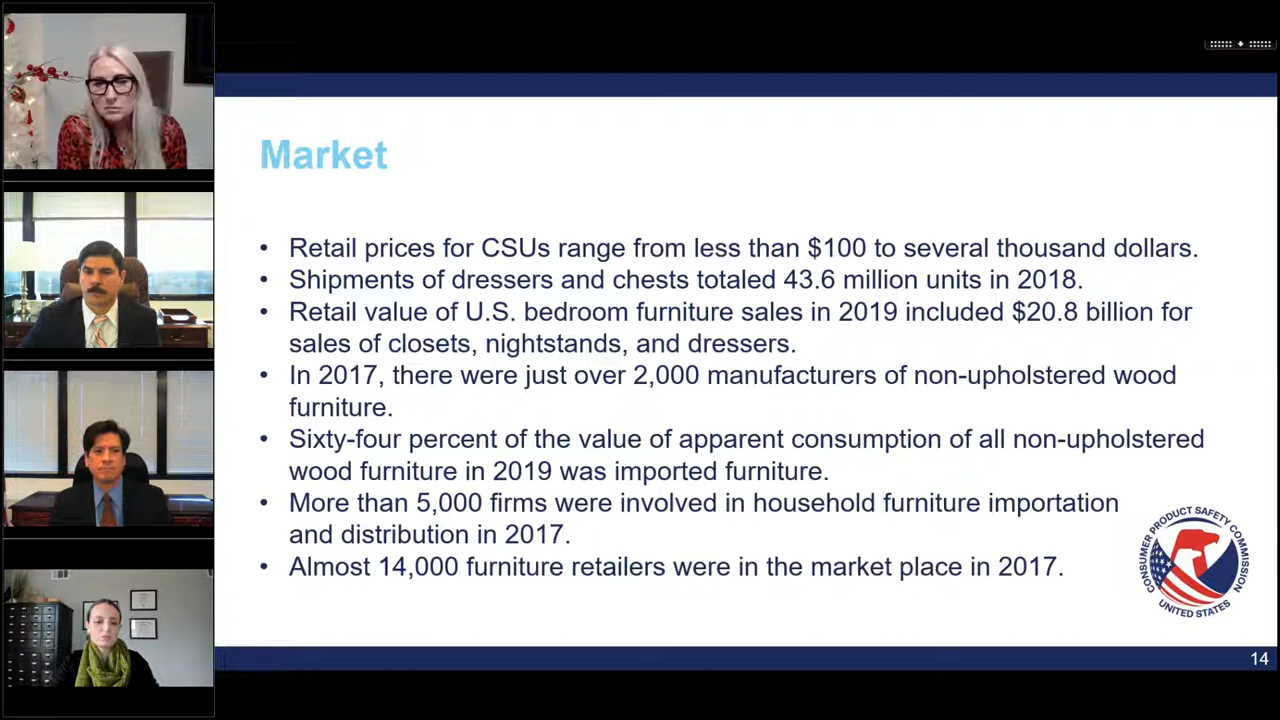 Market
• Retail prices for CSUs range from less than $100 to several thousand dollars.
• Shipments of dressers and chests totaled 43.6 million units in 2018.
• Retail value of U.S. bedroom furniture sales in 2019 included $20.8 billion for
sales of closets, nightstands, and dressers.
• In 2017, there were just over 2,000 manufacturers of non-upholstered wood
furniture.
• Sixty-four percent of the value of apparent consumption of all non-upholstered
wood furniture in 2019 was imported furniture.
• More than 5,000 firms were involved in household furniture importation
and distribution in 2017.
• Almost 14,000 furniture retailers were in the market place in 2017.
CONSUMER PRODUCT SAFETY COMMISSION
UNITED STATES
14